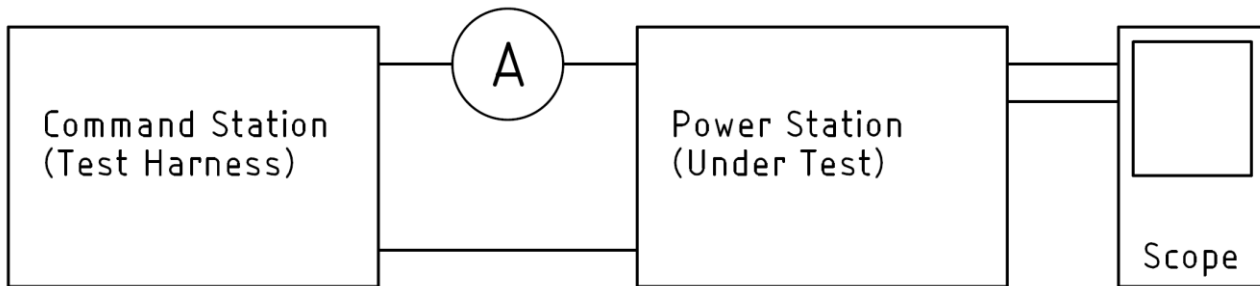 Command Station
(Test Harness)
A
Power Station
(Under Test)
Scope